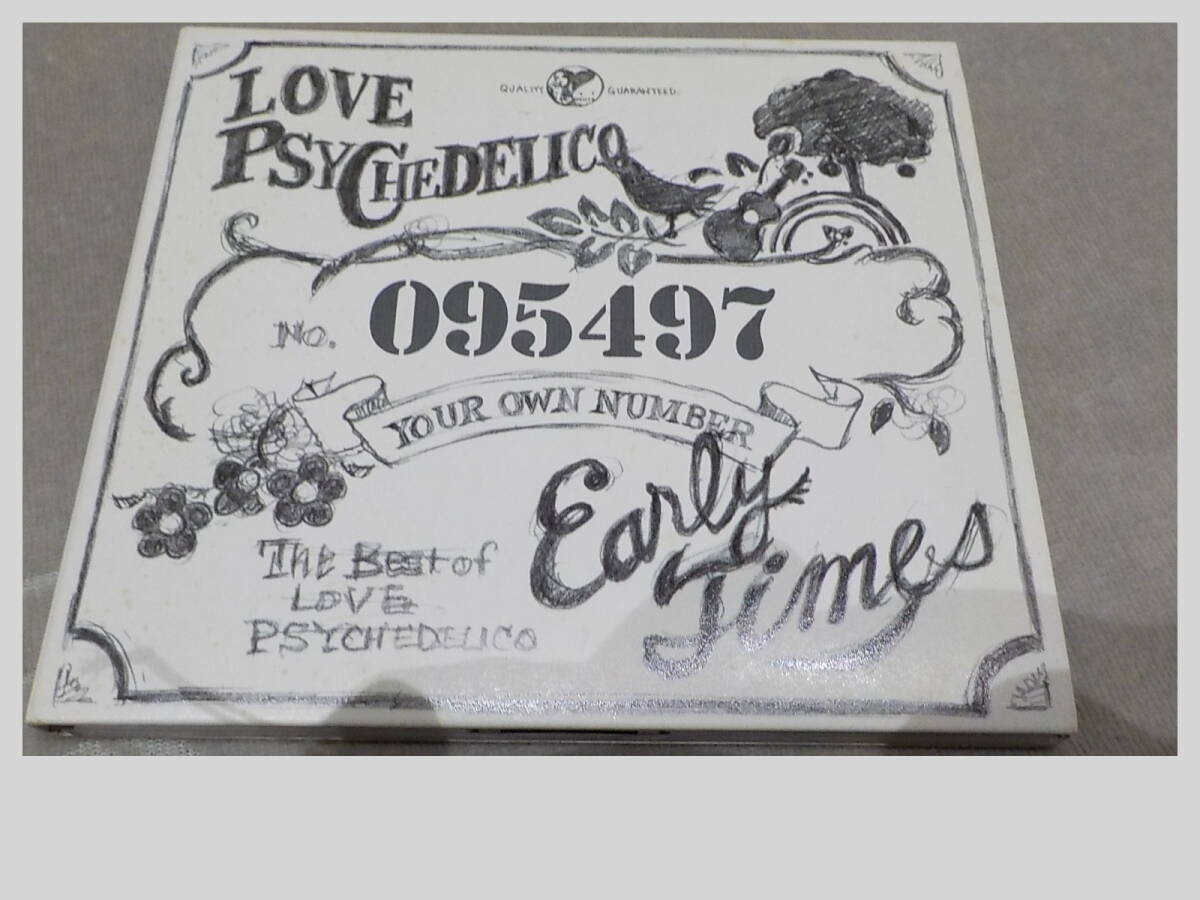 LOVE
PSYCHEDELICO
QUALITY GUARANTEED.
No. 095497
YOUR OWN NUMBER
Early
Times
The Best of
LOVE
PSYCHEDELICO